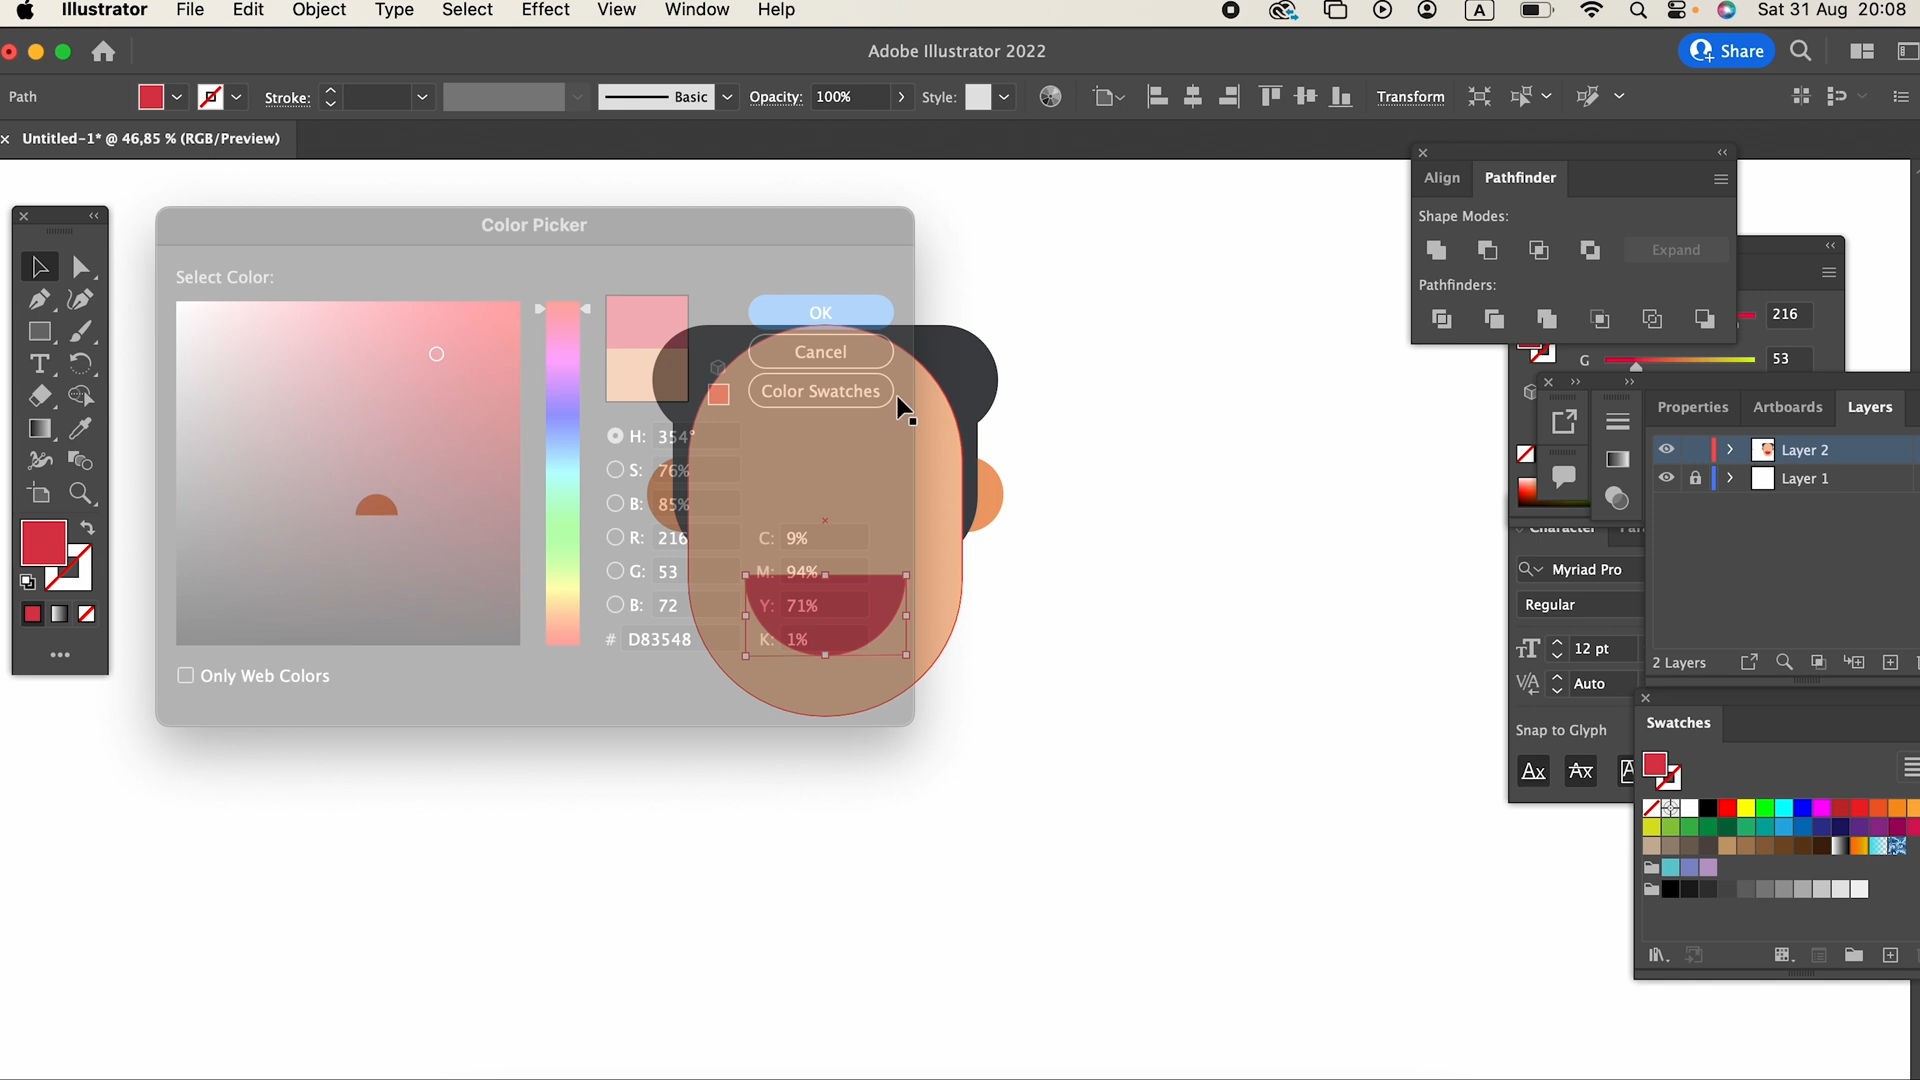 Illustrator File Edit Object Type Select Effect View Window Help A Sat 31 Aug 20:08
Adobe Illustrator 2022 Share
Path Stroke: Basic Opacity: 100% Style: Transform
Untitled-1* @ 46,85 % (RGB/Preview)
Color Picker
Select Color:
OK
Cancel
Color Swatches
H: 354°
S: 76%
B: 85%
R: 216 C: 9%
G: 53 M: 94%
B: 72 Y: 71%
# D83548 K: 1%
Only Web Colors
Align Pathfinder
Shape Modes:
Expand
Pathfinders:
216
G 53
Properties Artboards Layers
Layer 2
Layer 1
2 Layers
Character
Myriad Pro
Regular
12 pt
Auto
Snap to Glyph
Swatches